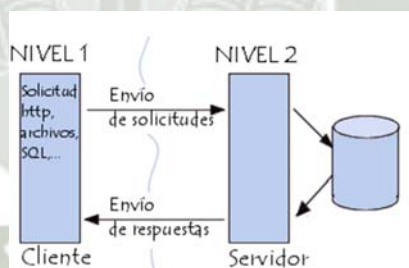 NIVEL 1
NIVEL 2
Solicitud
http,
archivos,
SQL,...
Envío
de solicitudes
Envío
de respuestas
Cliente
Servidor